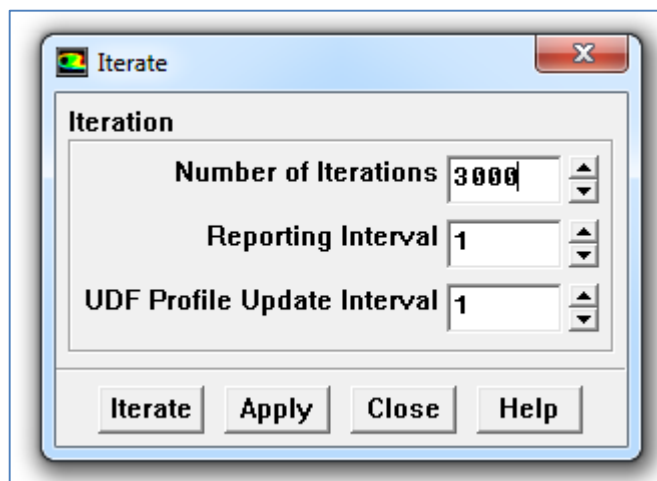 Iterate
Iteration
Number of Iterations 3000
Reporting Interval 1
UDF Profile Update Interval 1
Iterate Apply Close Help